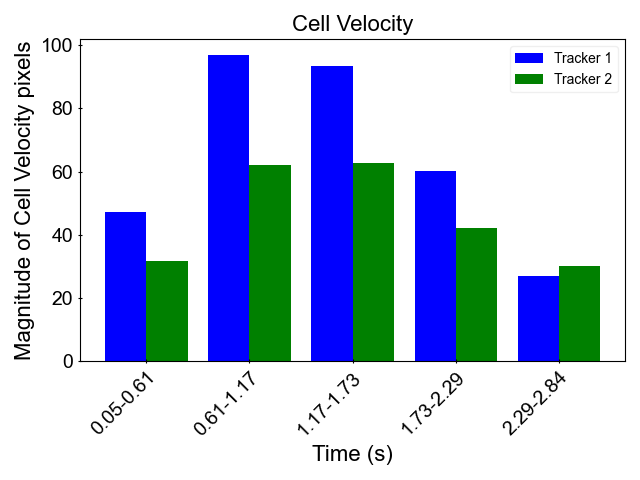 Cell Velocity
Magnitude of Cell Velocity pixels
100
80
60
40
20
0
Tracker 1
Tracker 2
0.05-0.61
0.61-1.17
1.17-1.73
1.73-2.29
2.29-2.84
Time (s)